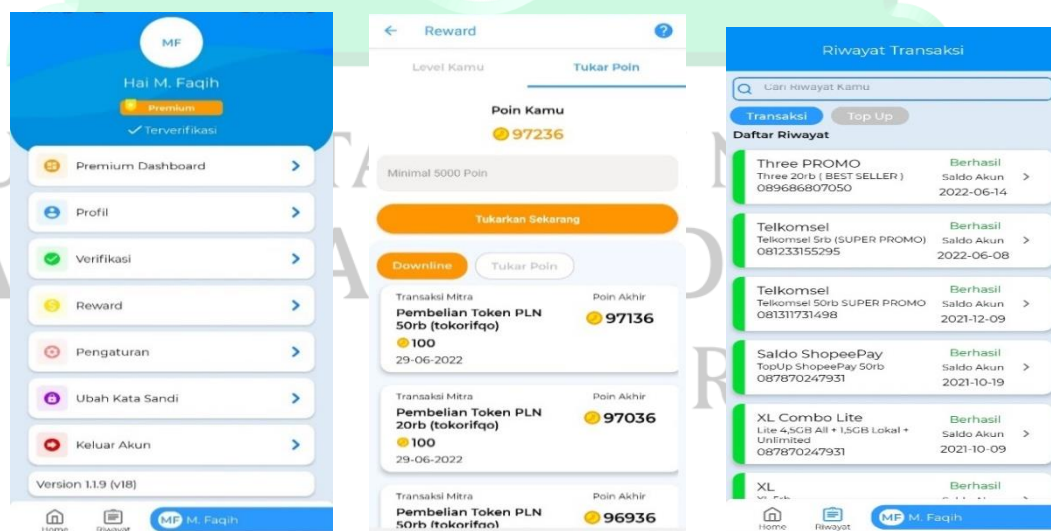 MF
Hai M. Faqih
Premium
Terverifikasi
Premium Dashboard
Profil
Verifikasi
Reward
Pengaturan
Ubah Kata Sandi
Keluar Akun
Version 1.1.9 (v18)
Home
Riwayat
MF M. Faqih
Reward
?
Level Kamu
Tukar Poin
Poin Kamu
97236
Minimal 5000 Poin
Tukarkan Sekarang
Downline
Tukar Poin
Transaksi Mitra
Poin Akhir
Pembelian Token PLN
50rb (tokorifqo)
97136
100
29-06-2022
Transaksi Mitra
Poin Akhir
Pembelian Token PLN
20rb (tokorifqo)
97036
100
29-06-2022
Transaksi Mitra
Poin Akhir
Pembelian Token PLN
50rb (tokorifqo)
96936
Riwayat Transaksi
Cari Riwayat Kamu
Transaksi
Top Up
Daftar Riwayat
Three PROMO
Berhasil
Three 20rb ( BEST SELLER )
Saldo Akun
089686807050
2022-06-14
Telkomsel
Berhasil
Telkomsel 5rb (SUPER PROMO)
Saldo Akun
081233155295
2022-06-08
Telkomsel
Berhasil
Telkomsel 50rb SUPER PROMO
Saldo Akun
081311731498
2021-12-09
Saldo ShopeePay
Berhasil
TopUp ShopeePay 50rb
Saldo Akun
087870247931
2021-10-19
XL Combo Lite
Berhasil
Lite 4,5GB All + 1,5GB Lokal +
Unlimited
Saldo Akun
087870247931
2021-10-09
XL
Berhasil
Home
Riwayat
MF M. Faqih